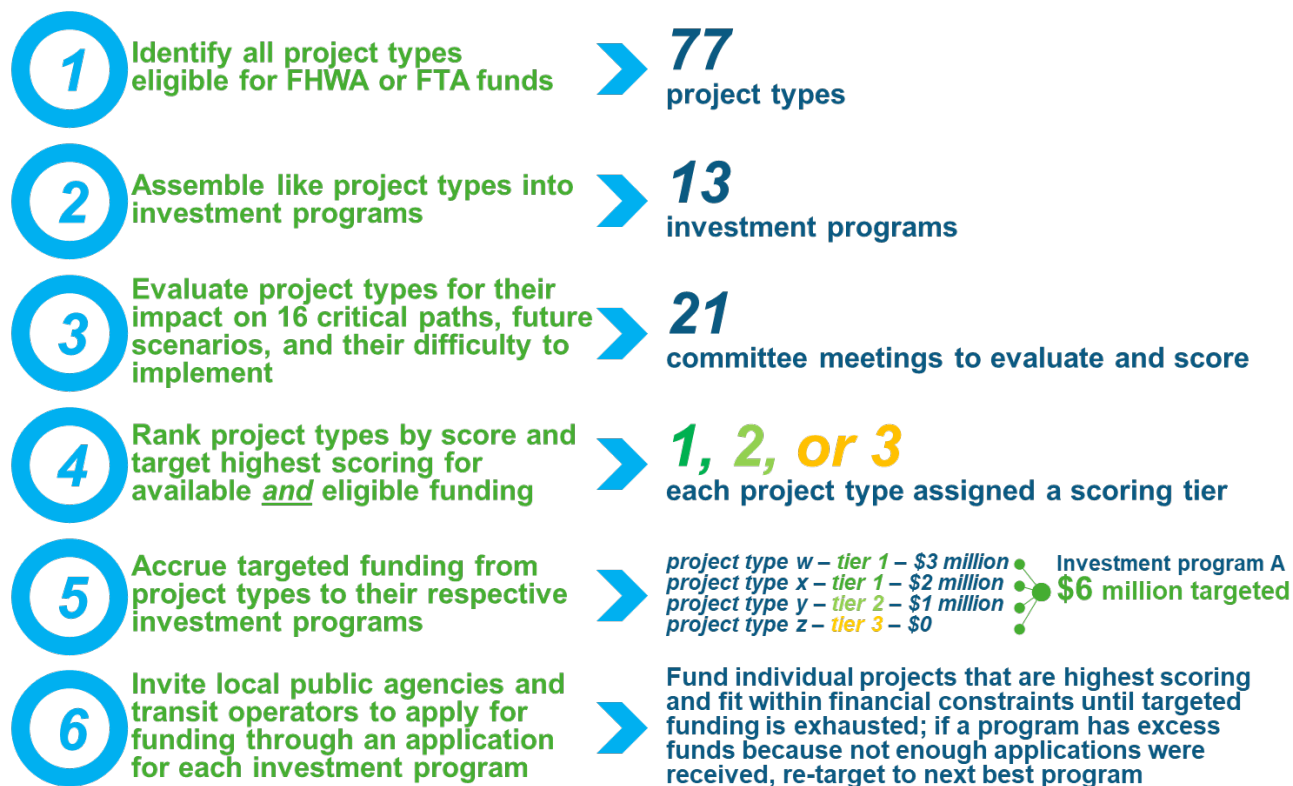 1
Identify all project types
eligible for FHWA or FTA funds
77
project types
2
Assemble like project types into
investment programs
13
investment programs
3
Evaluate project types for their
impact on 16 critical paths, future
scenarios, and their difficulty to
implement
21
committee meetings to evaluate and score
4
Rank project types by score and
target highest scoring for
available and eligible funding
1, 2, or 3
each project type assigned a scoring tier
5
Accrue targeted funding from
project types to their respective
investment programs
project type w – tier 1 – $3 million
project type x – tier 1 – $2 million
project type y – tier 2 – $1 million
project type z – tier 3 – $0
Investment program A
$6 million targeted
6
Invite local public agencies and
transit operators to apply for
funding through an application
for each investment program
Fund individual projects that are highest scoring
and fit within financial constraints until targeted
funding is exhausted; if a program has excess
funds because not enough applications were
received, re-target to next best program